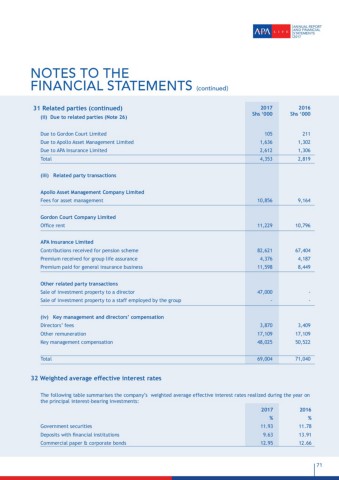 APA LIFE
ANNUAL REPORT
AND FINANCIAL
STATEMENTS
2017
NOTES TO THE
FINANCIAL STATEMENTS (continued)
31 Related parties (continued) 2017 2016
(ii) Due to related parties (Note 26) Shs '000 Shs '000
Due to Gordon Court Limited 105 211
Due to Apollo Asset Management Limited 1,636 1,302
Due to APA Insurance Limited 2,612 1,306
Total 4,353 2,819
(iii) Related party transactions
Apollo Asset Management Company Limited
Fees for asset management 10,856 9,164
Gordon Court Company Limited
Office rent 11,229 10,796
APA Insurance Limited
Contributions received for pension scheme 82,621 67,404
Premium received for group life assurance 4,376 4,187
Premium paid for general insurance business 11,598 8,449
Other related party transactions
Sale of investment property to a director 47,000 -
Sale of investment property to a staff employed by the group - -
(iv) Key management and directors' compensation
Directors' fees 3,870 3,409
Other remuneration 17,109 17,109
Key management compensation 48,025 50,522
Total 69,004 71,040
32 Weighted average effective interest rates
The following table summarises the company's weighted average effective interest rates realized during the year on
the principal interest-bearing investments:
2017 2016
% %
Government securities 11.93 11.78
Deposits with financial institutions 9.63 13.91
Commercial paper & corporate bonds 12.95 12.66
71